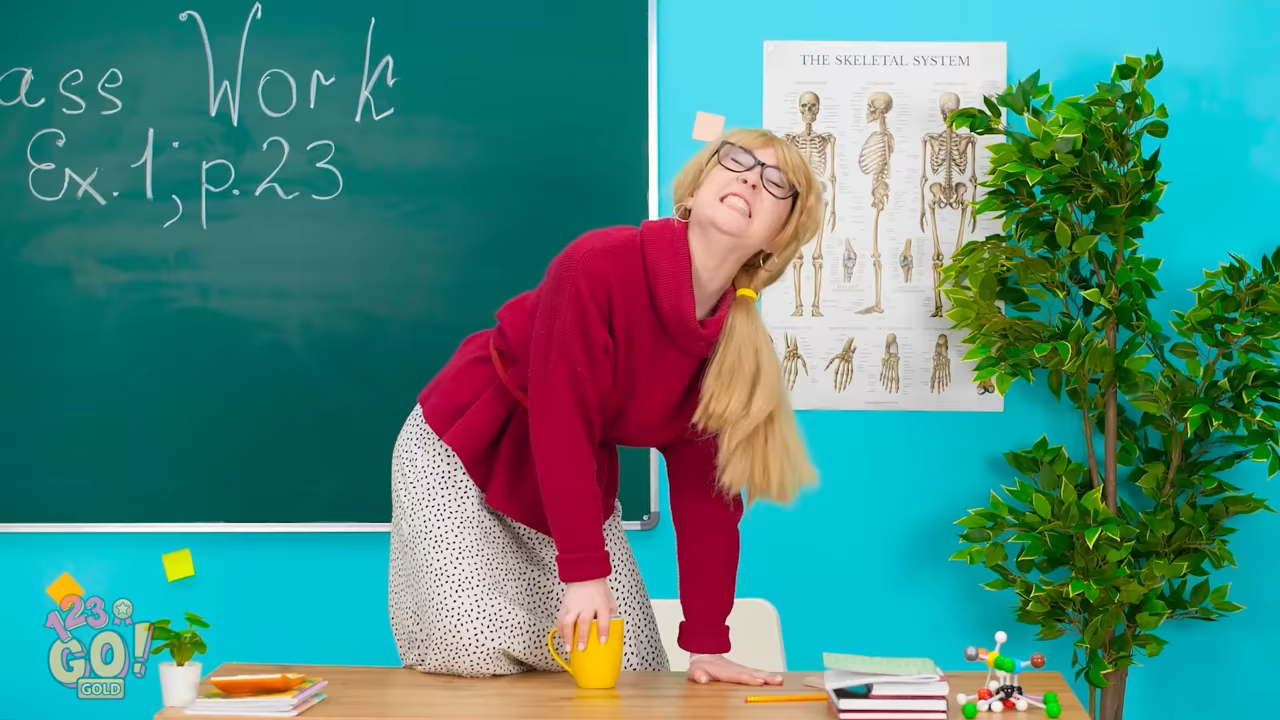 ass Work
Ex. 1; p. 23
THE SKELETAL SYSTEM
123
GO!
GOLD